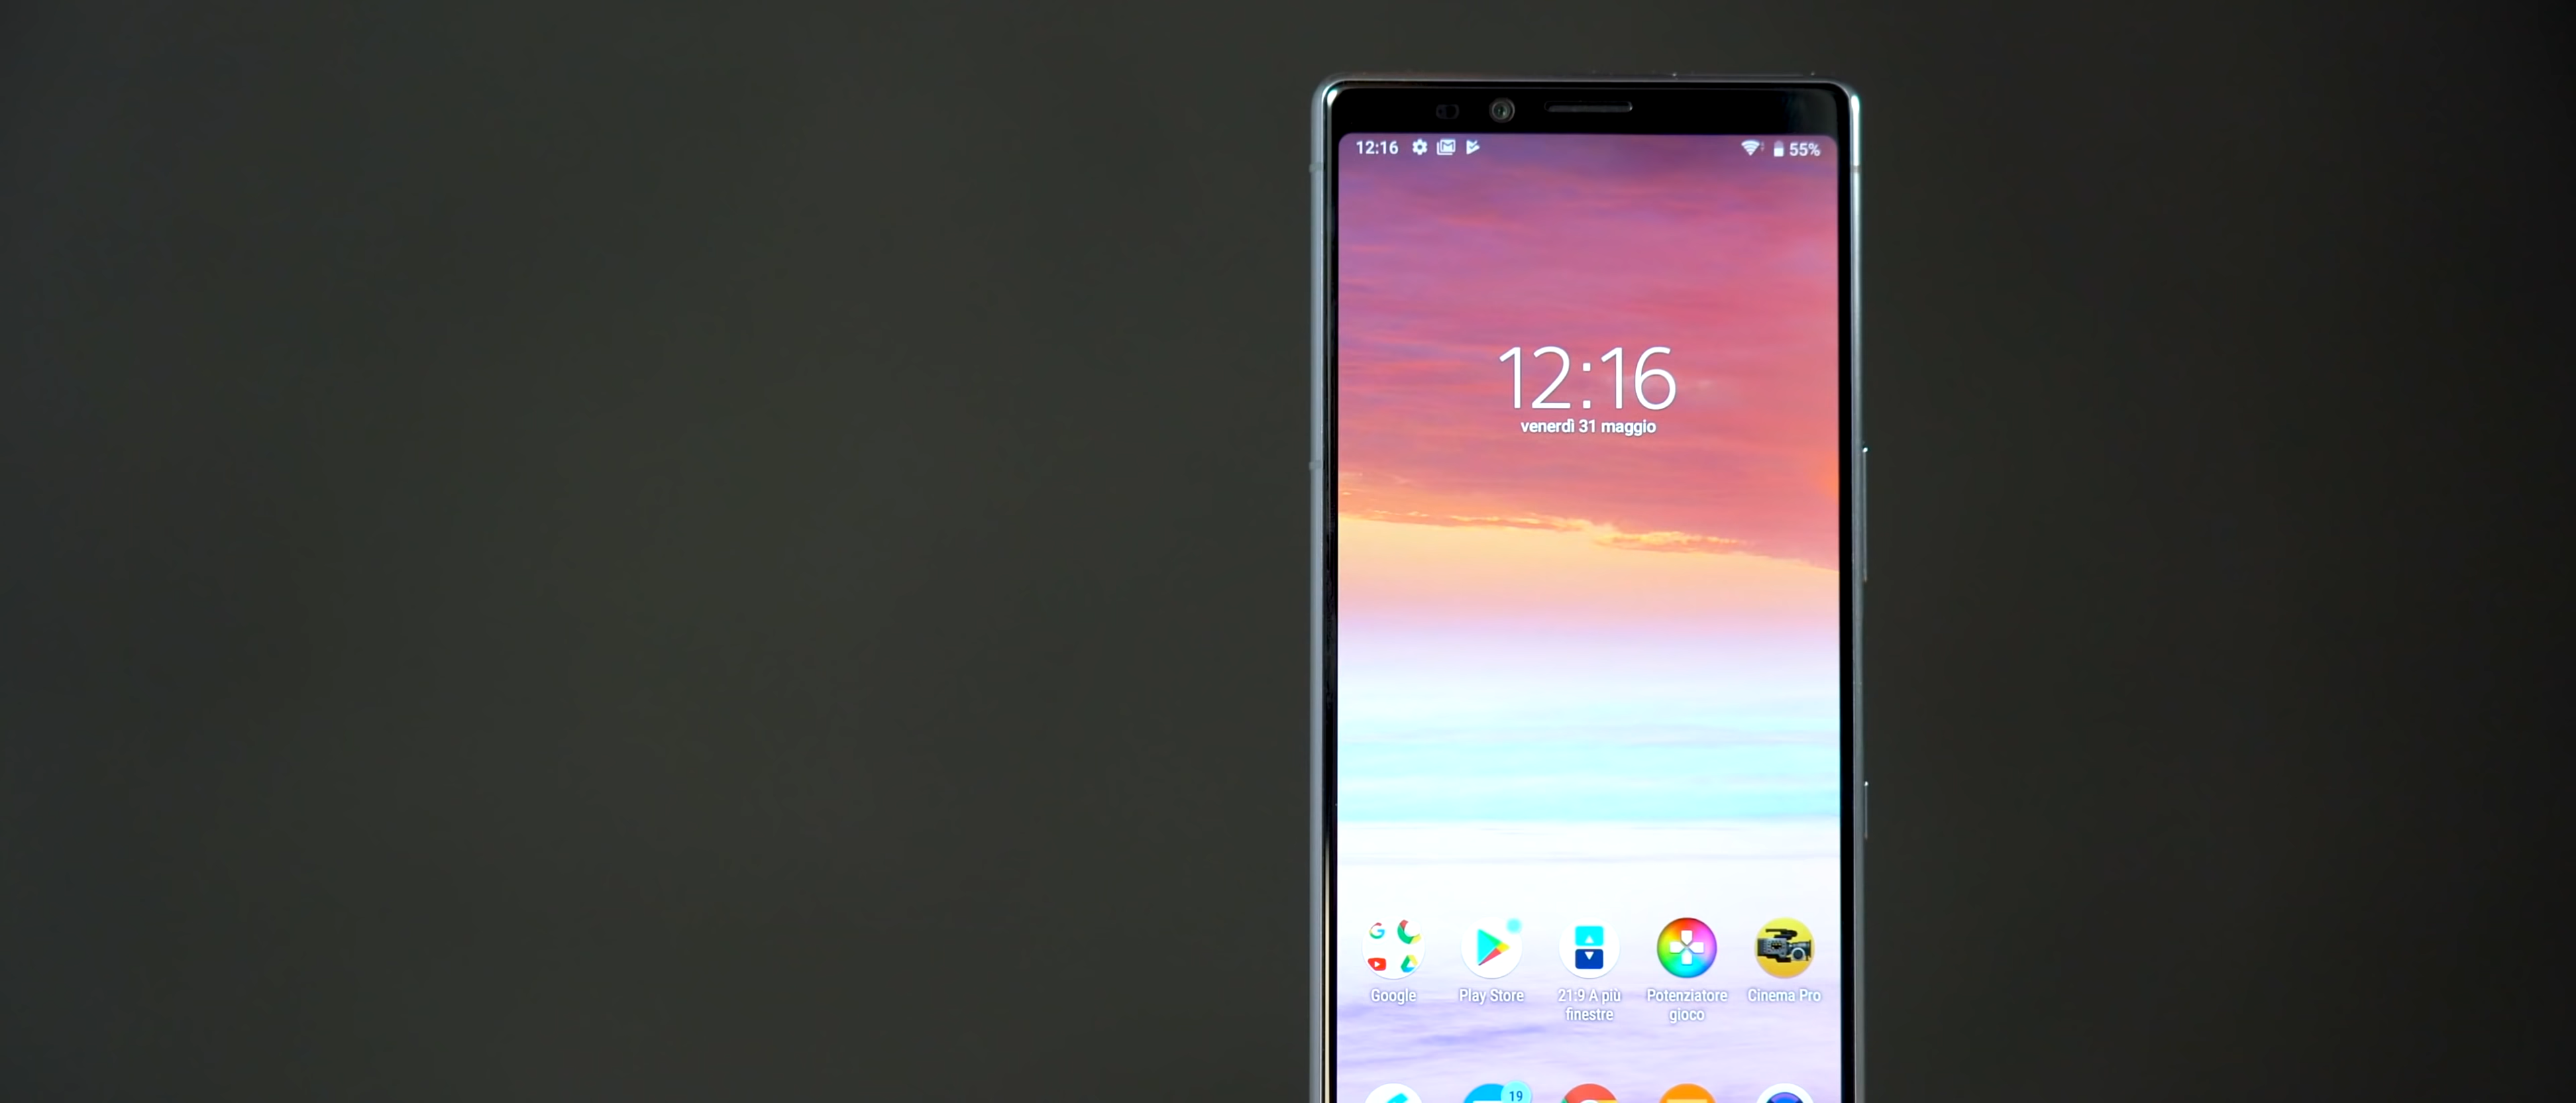 12:16 55%
12:16
venerdì 31 maggio
Google Play Store 21:9 A più Potenziatore Cinema Pro
finestre gioco
19